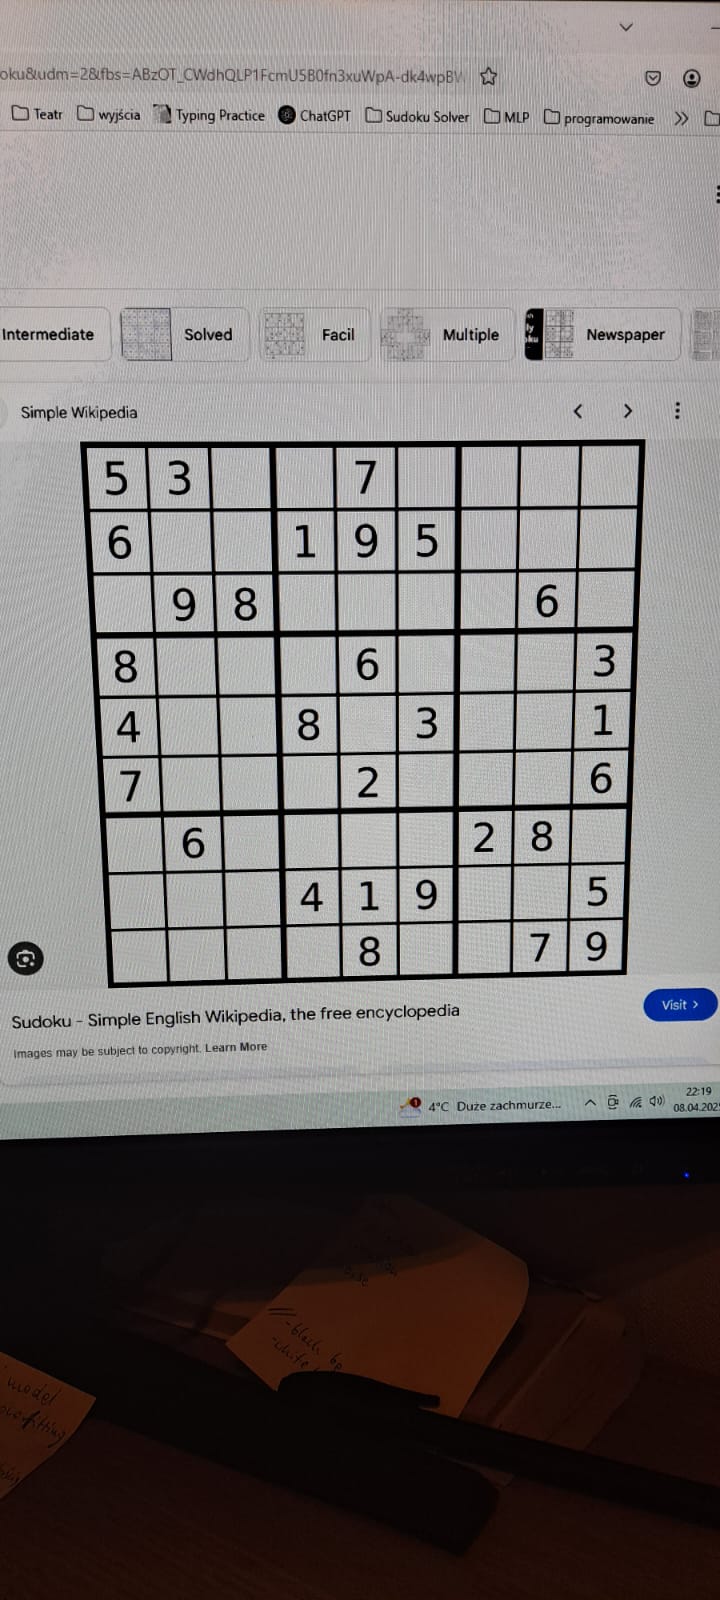 oku&udm=2&fbs=ABzOT_CWdhQLP1FcmU5B0fn3xuWpA-dk4wpBV
Teatr wyjścia Typing Practice ChatGPT Sudoku Solver MLP programowanie
Intermediate Solved Facil Multiple Newspaper
Simple Wikipedia
5 3 7
6 1 9 5
9 8 6
8 6 3
4 8 3 1
7 2 6
6 2 8
4 1 9 5
8 7 9
Sudoku - Simple English Wikipedia, the free encyclopedia
Visit >
Images may be subject to copyright. Learn More
4°C Duże zachmurze...
22:19
08.04.202
- black bg
- white
model
overfitting